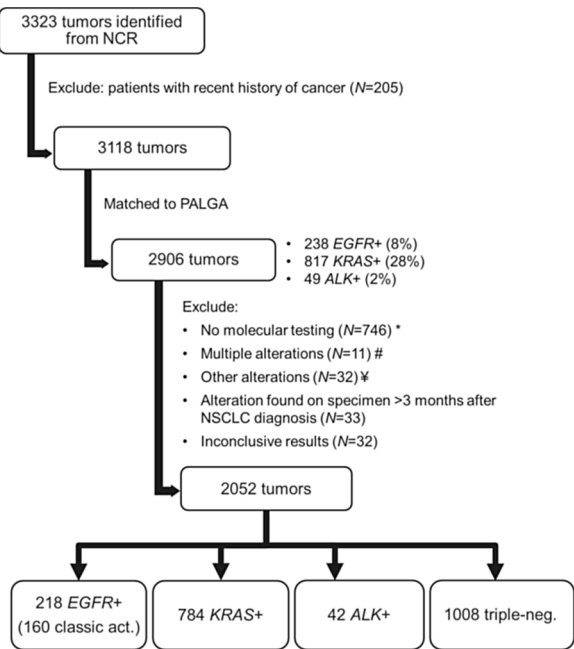 3323 tumors identified
from NCR
Exclude: patients with recent history of cancer (N=205)
3118 tumors
Matched to PALGA
2906 tumors
• 238 EGFR+ (8%)
• 817 KRAS+ (28%)
• 49 ALK+ (2%)
Exclude:
• No molecular testing (N=746) *
• Multiple alterations (N=11) #
• Other alterations (N=32) ¥
• Alteration found on specimen >3 months after
NSCLC diagnosis (N=33)
• Inconclusive results (N=32)
2052 tumors
218 EGFR+
(160 classic act.)
784 KRAS+
42 ALK+
1008 triple-neg.